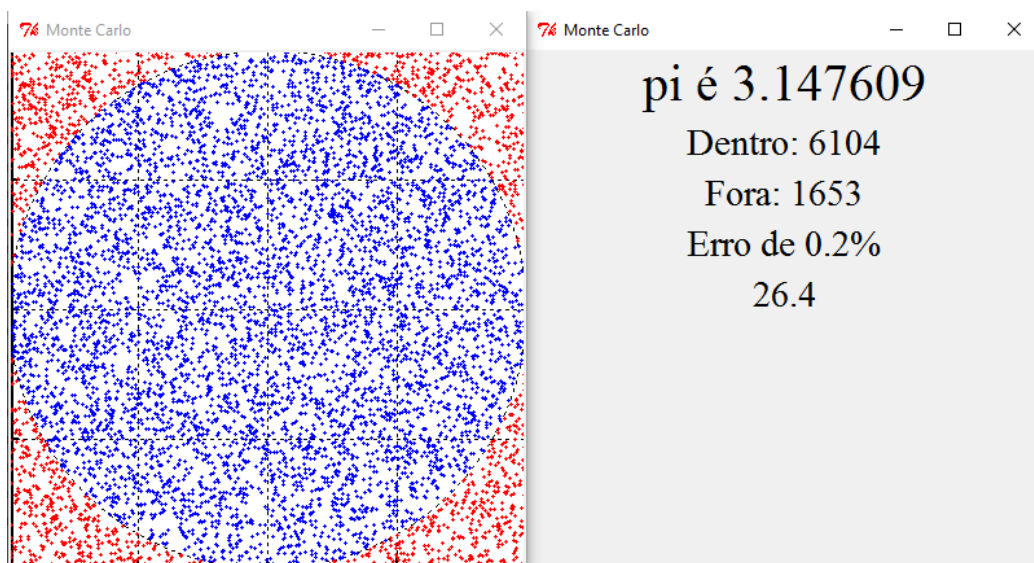 Monte Carlo
Monte Carlo
pi é 3.147609
Dentro: 6104
Fora: 1653
Erro de 0.2%
26.4